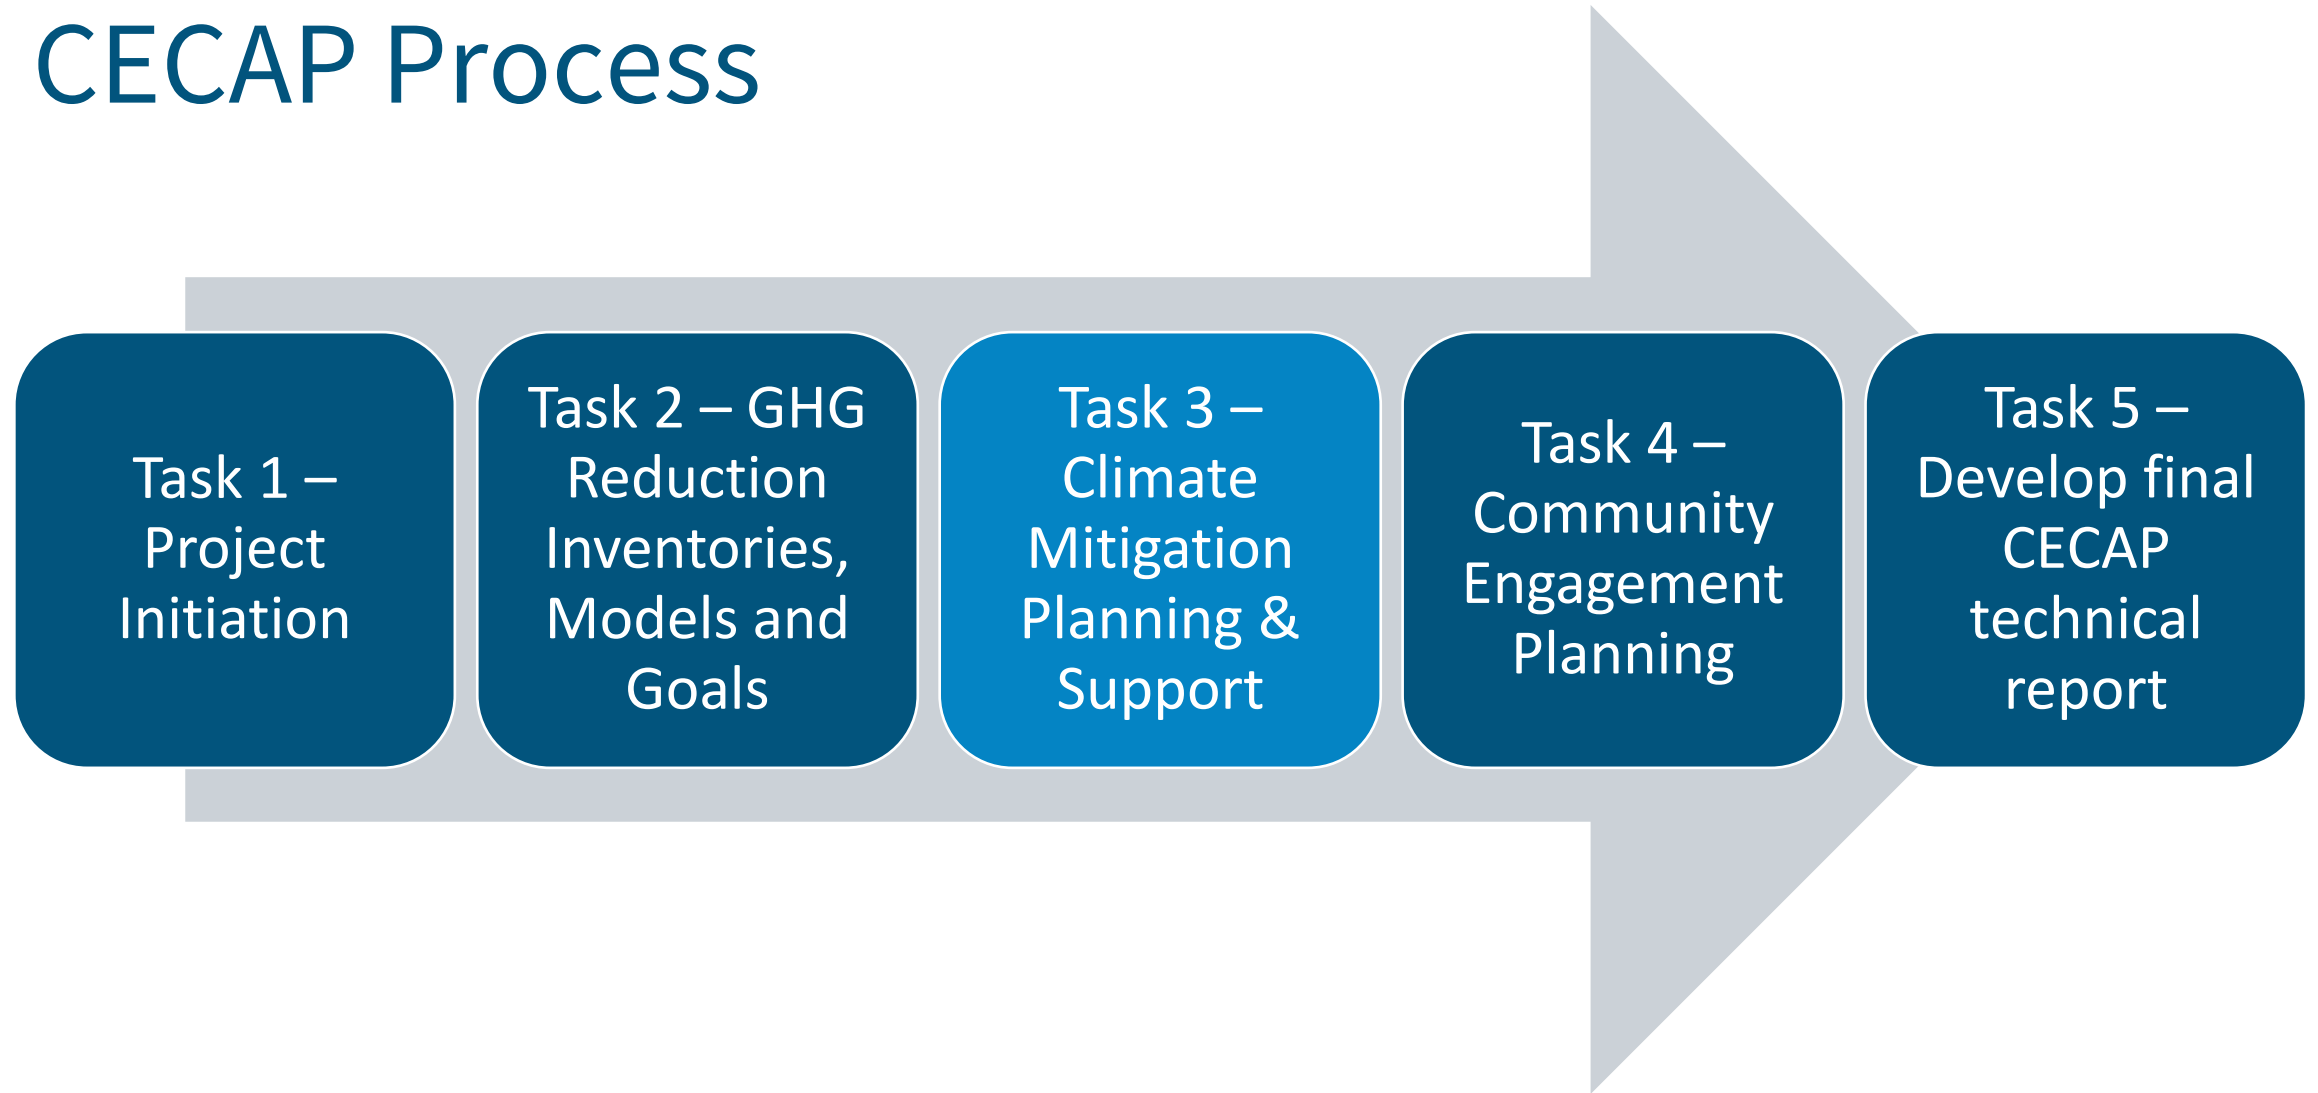 CECAP Process
Task 1 –
Project
Initiation
Task 2 – GHG
Reduction
Inventories,
Models and
Goals
Task 3 –
Climate
Mitigation
Planning &
Support
Task 4 –
Community
Engagement
Planning
Task 5 –
Develop final
CECAP
technical
report